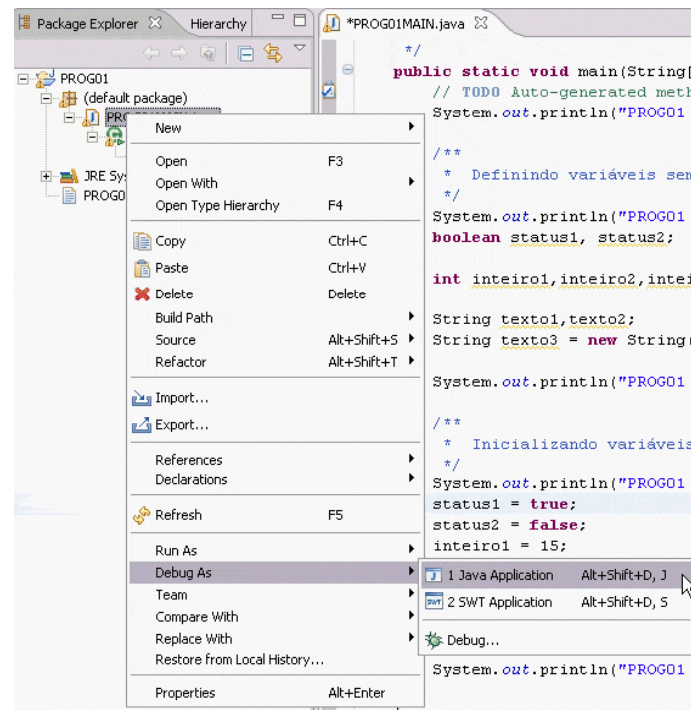 Package Explorer Hierarchy
*PROG01MAIN.java
PROG01
(default package)
JRE Sy
PROG0
New
Open F3
Open With
Open Type Hierarchy F4
Copy Ctrl+C
Paste Ctrl+V
Delete Delete
Build Path
Source Alt+Shift+S
Refactor Alt+Shift+T
Import...
Export...
References
Declarations
Refresh F5
Run As
Debug As
Team
Compare With
Replace With
Restore from Local History...
Properties Alt+Enter
1 Java Application Alt+Shift+D, J
2 SWT Application Alt+Shift+D, S
Debug...
*/
public static void main(String[
// TODO Auto-generated meth
System.out.println("PROG01
/**
* Definindo variáveis sem
*/
System.out.println("PROG01
boolean status1, status2;
int inteiro1,inteiro2,intei
String texto1,texto2;
String texto3 = new String(
System.out.println("PROG01
/**
* Inicializando variáveis
*/
System.out.println("PROG01
status1 = true;
status2 = false;
inteiro1 = 15;
System.out.println("PROG01